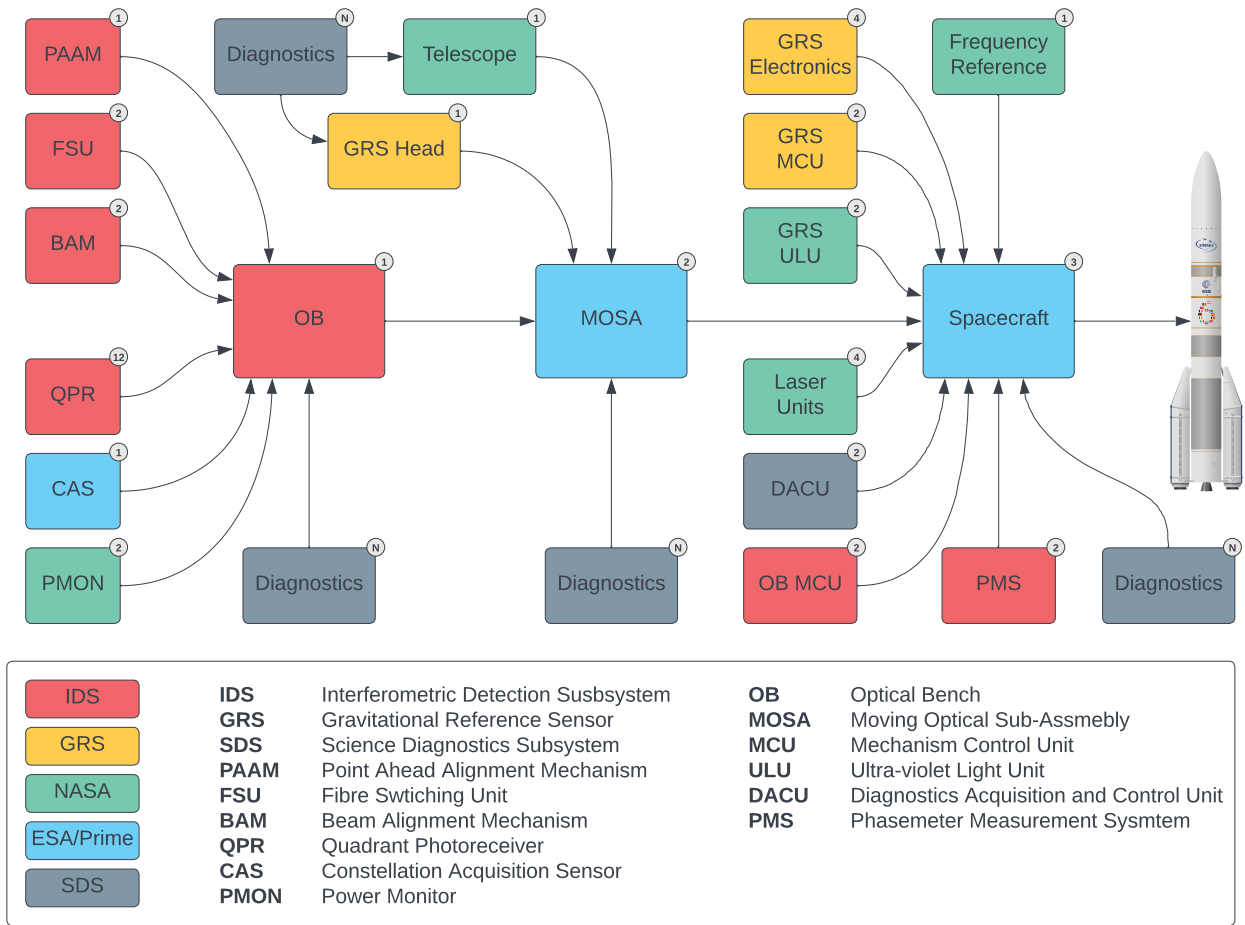 1
PAAM
N
Diagnostics
1
Telescope
4
GRS
Electronics
1
Frequency
Reference
2
FSU
1
GRS Head
2
GRS
MCU
2
BAM
2
GRS
ULU
1
OB
2
MOSA
3
Spacecraft
12
QPR
4
Laser
Units
1
CAS
2
DACU
2
PMON
N
Diagnostics
N
Diagnostics
2
OB MCU
2
PMS
N
Diagnostics
IDS
GRS
NASA
ESA/Prime
SDS
IDS Interferometric Detection Susbsystem
GRS Gravitational Reference Sensor
SDS Science Diagnostics Subsystem
PAAM Point Ahead Alignment Mechanism
FSU Fibre Swtiching Unit
BAM Beam Alignment Mechanism
QPR Quadrant Photoreceiver
CAS Constellation Acquisition Sensor
PMON Power Monitor
OB Optical Bench
MOSA Moving Optical Sub-Assmebly
MCU Mechanism Control Unit
ULU Ultra-violet Light Unit
DACU Diagnostics Acquisition and Control Unit
PMS Phasemeter Measurement Sysmtem